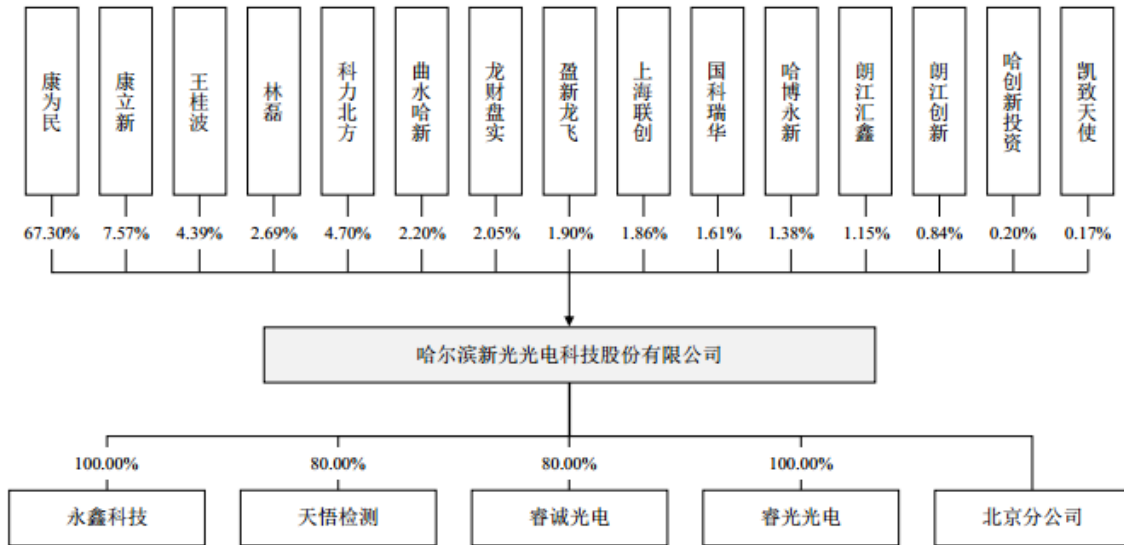 康为民
康立新
王桂波
林磊
科力北方
曲水哈新
龙财盘实
盈新龙飞
上海联创
国科瑞华
哈博永新
朗江汇鑫
朗江创新
哈创新投资
凯致天使
67.30% 7.57% 4.39% 2.69% 4.70% 2.20% 2.05% 1.90% 1.86% 1.61% 1.38% 1.15% 0.84% 0.20% 0.17%
哈尔滨新光光电科技股份有限公司
100.00% 80.00% 80.00% 100.00%
永鑫科技 天悟检测 睿诚光电 睿光光电 北京分公司